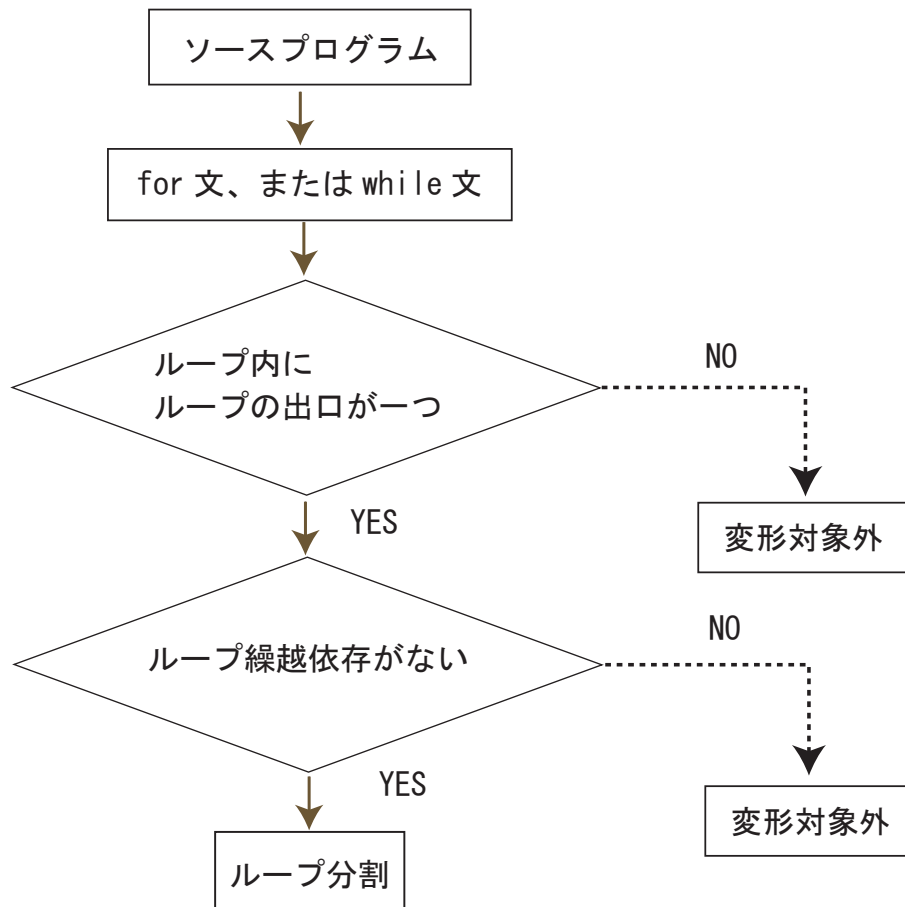 ソースプログラム
for 文、または while 文
ループ内に
ループの出口が一つ
NO
YES
変形対象外
ループ繰越依存がない
NO
YES
変形対象外
ループ分割